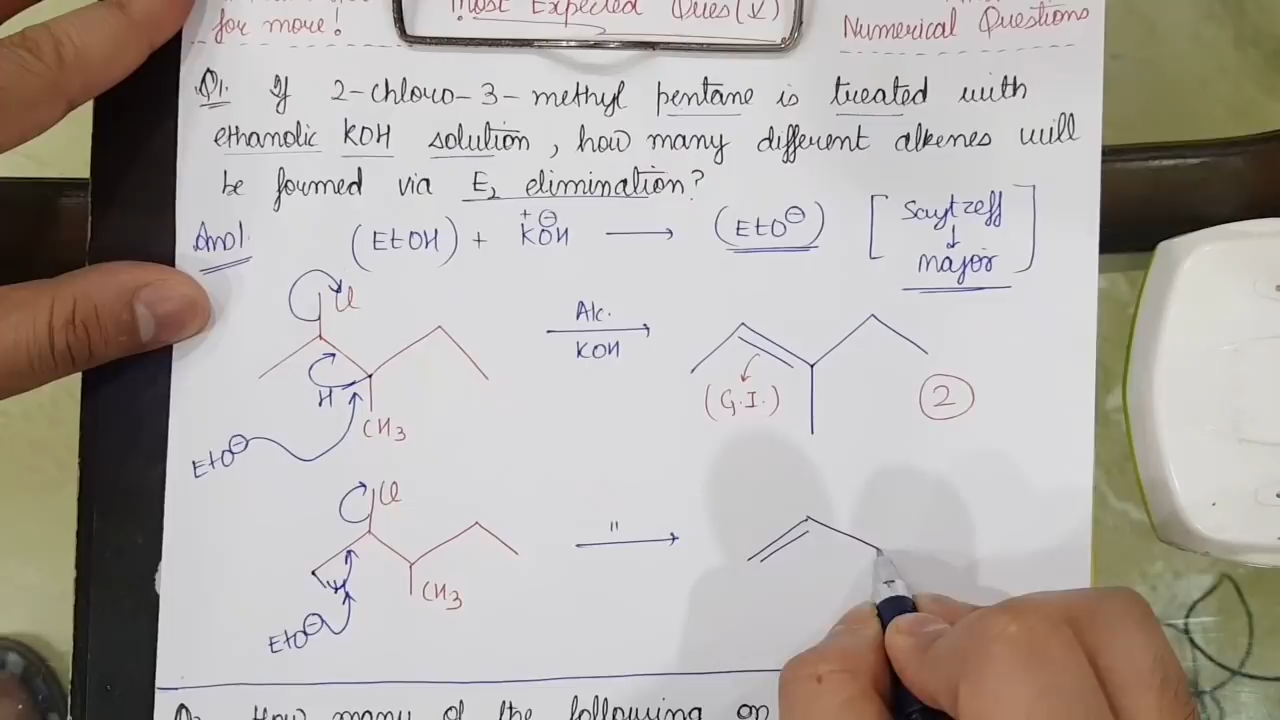 for more!
Most Expected Ques(V)
Numerical Questions
Q1. If 2-chloro-3-methyl pentane is treated with
ethanolic KOH solution, how many different alkenes will
be formed via E2 elimination?
Ans1. (EtOH) + K⁺OH⊖ → (EtO⊖) [Saytzeff
↓
major]
Cl
Alc.
KOH
H
CH3
(G.I.)
2
EtO⊖
Cl
"
H
CH3
EtO⊖
How many of the following on